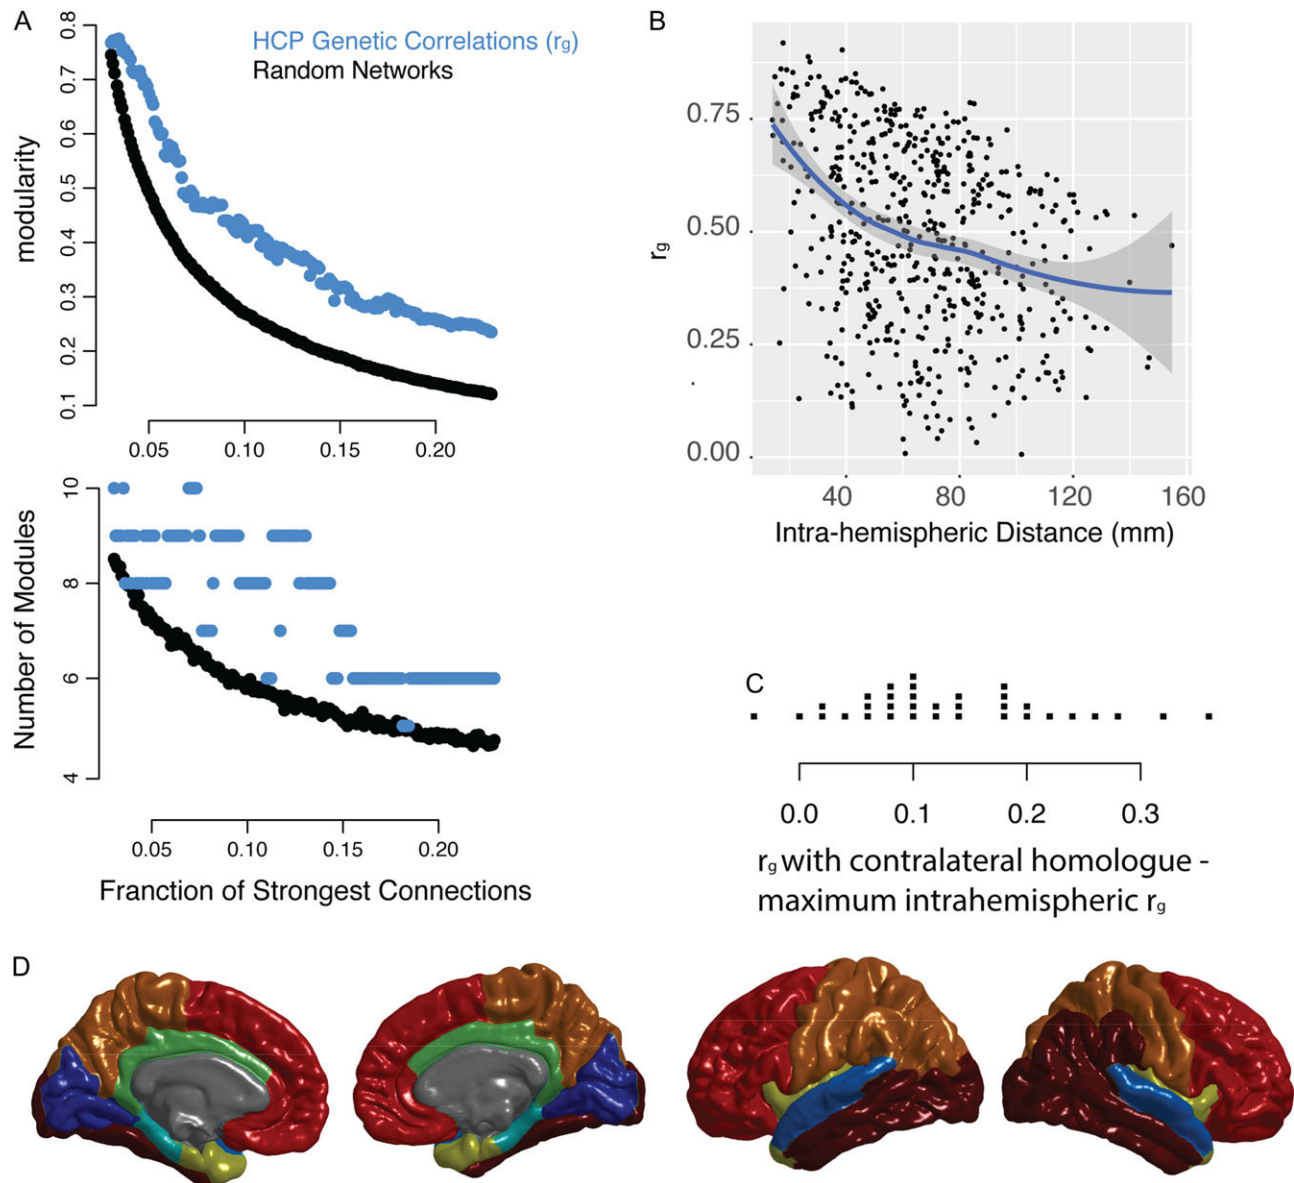 A
HCP Genetic Correlations (rg)
Random Networks
modularity
0.8
0.7
0.6
0.5
0.4
0.3
0.2
0.1
0.05 0.10 0.15 0.20
Number of Modules
10
8
6
4
0.05 0.10 0.15 0.20
Franction of Strongest Connections
B
rg
0.75
0.50
0.25
0.00
40 80 120 160
Intra-hemispheric Distance (mm)
C
0.0 0.1 0.2 0.3
rg with contralateral homologue -
maximum intrahemispheric rg
D